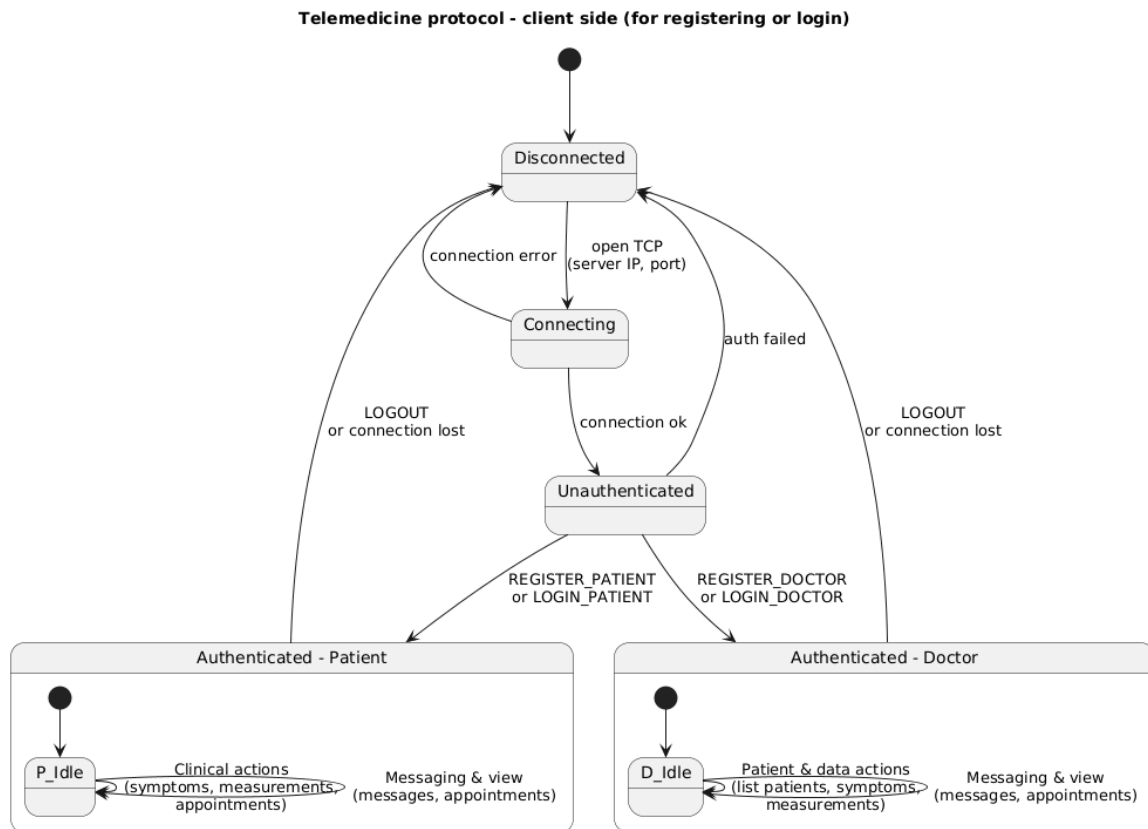 Telemedicine protocol - client side (for registering or login)
Disconnected
connection error
open TCP
(server IP, port)
Connecting
auth failed
LOGOUT
or connection lost
connection ok
LOGOUT
or connection lost
Unauthenticated
REGISTER_PATIENT
or LOGIN_PATIENT
REGISTER_DOCTOR
or LOGIN_DOCTOR
Authenticated - Patient
P_Idle
Clinical actions
(symptoms, measurements,
appointments)
Messaging & view
(messages, appointments)
Authenticated - Doctor
D_Idle
Patient & data actions
(list patients, symptoms,
measurements)
Messaging & view
(messages, appointments)